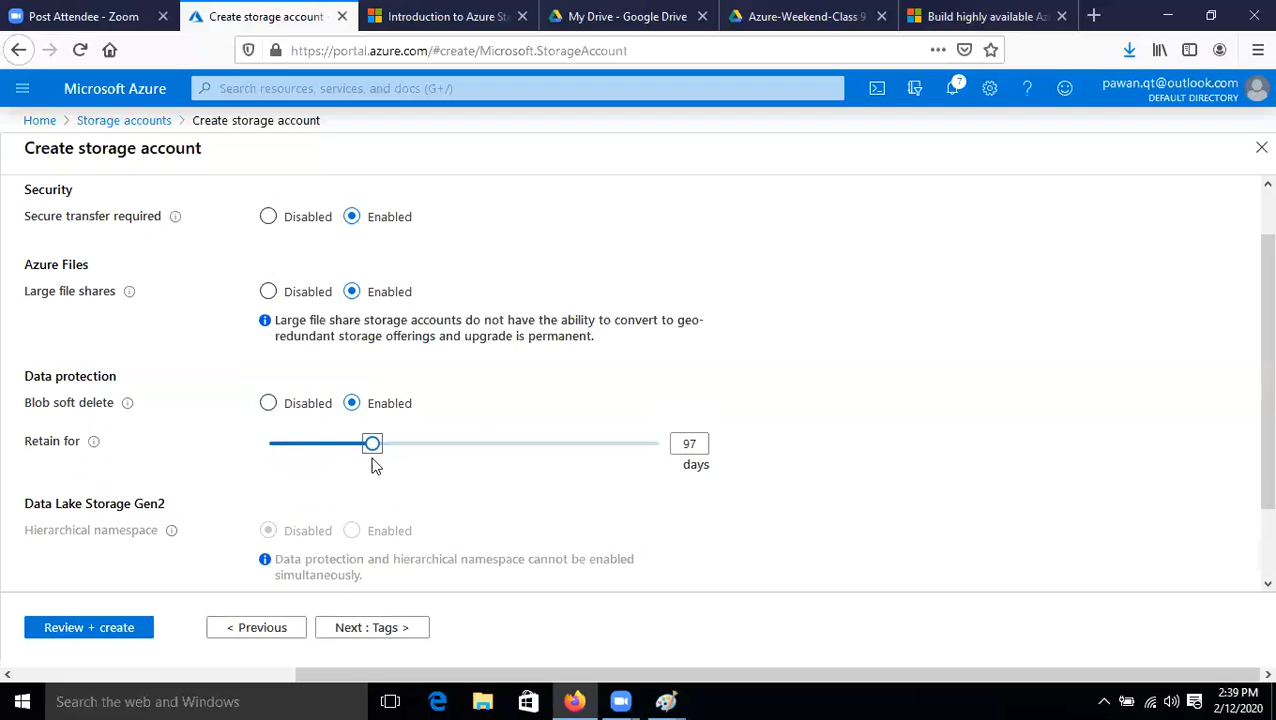 Post Attendee - Zoom
Create storage account -
Introduction to Azure St
My Drive - Google Drive
Azure-Weekend-Class 9
Build highly available Az
https://portal.azure.com/#create/Microsoft.StorageAccount
Microsoft Azure
Search resources, services, and docs (G+/)
7
pawan.qt@outlook.com
DEFAULT DIRECTORY
Home > Storage accounts > Create storage account
Create storage account
Security
Secure transfer required Disabled Enabled
Azure Files
Large file shares Disabled Enabled
Large file share storage accounts do not have the ability to convert to geo-
redundant storage offerings and upgrade is permanent.
Data protection
Blob soft delete Disabled Enabled
Retain for 97
days
Data Lake Storage Gen2
Hierarchical namespace Disabled Enabled
Data protection and hierarchical namespace cannot be enabled
simultaneously.
Review + create
< Previous
Next : Tags >
Search the web and Windows
2:39 PM
2/12/2020